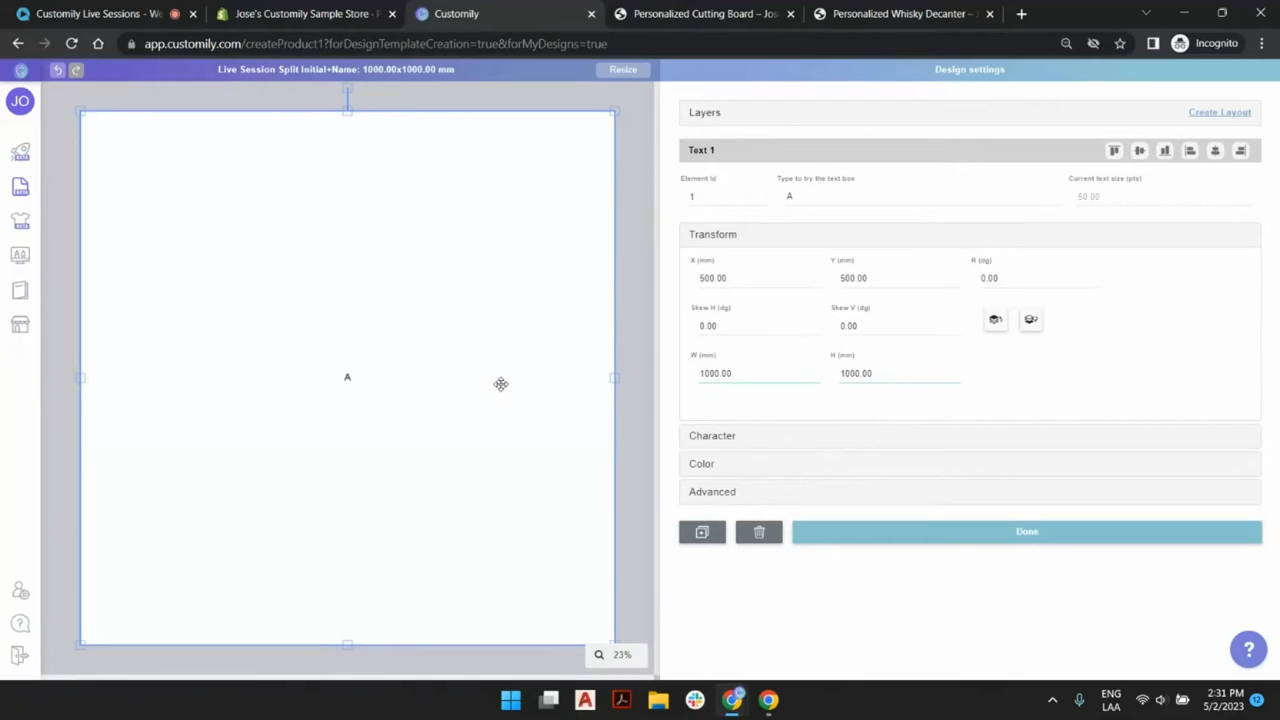 Customily Live Sessions - We
Jose's Customily Sample Store - P
Customily
Personalized Cutting Board – Jos
Personalized Whisky Decanter –
app.customily.com/createProduct1?forDesignTemplateCreation=true&forMyDesigns=true
Incognito
Live Session Split Initial+Name: 1000.00x1000.00 mm
Resize
Design settings
JO
Layers
Create Layout
Text 1
Element Id
Type to try the text box
Current text size (pts)
1
A
50.00
Transform
X (mm)
Y (mm)
R (dg)
500.00
500.00
0.00
Skew H (dg)
Skew V (dg)
0.00
0.00
W (mm)
H (mm)
1000.00
1000.00
A
Character
Color
Advanced
Done
23%
?
ENG
LAA
2:31 PM
5/2/2023
12